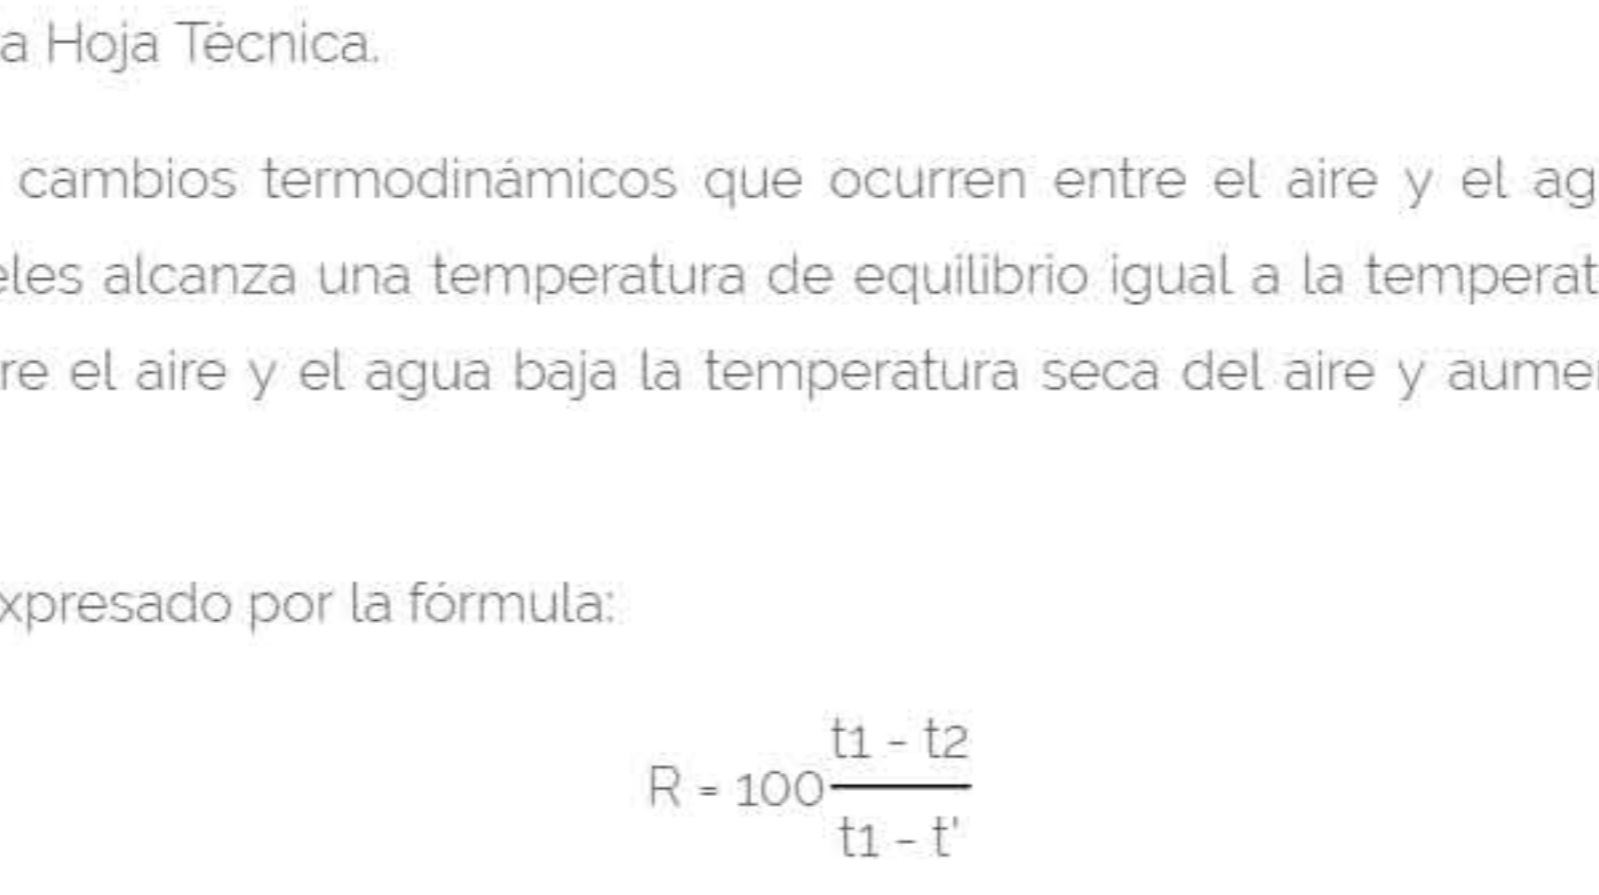 a Hoja Técnica.
cambios termodinámicos que ocurren entre el aire y el ag
eles alcanza una temperatura de equilibrio igual a la temperat
re el aire y el agua baja la temperatura seca del aire y aumen
xpresado por la fórmula:
t1 - t2
R = 100
t1 - t'